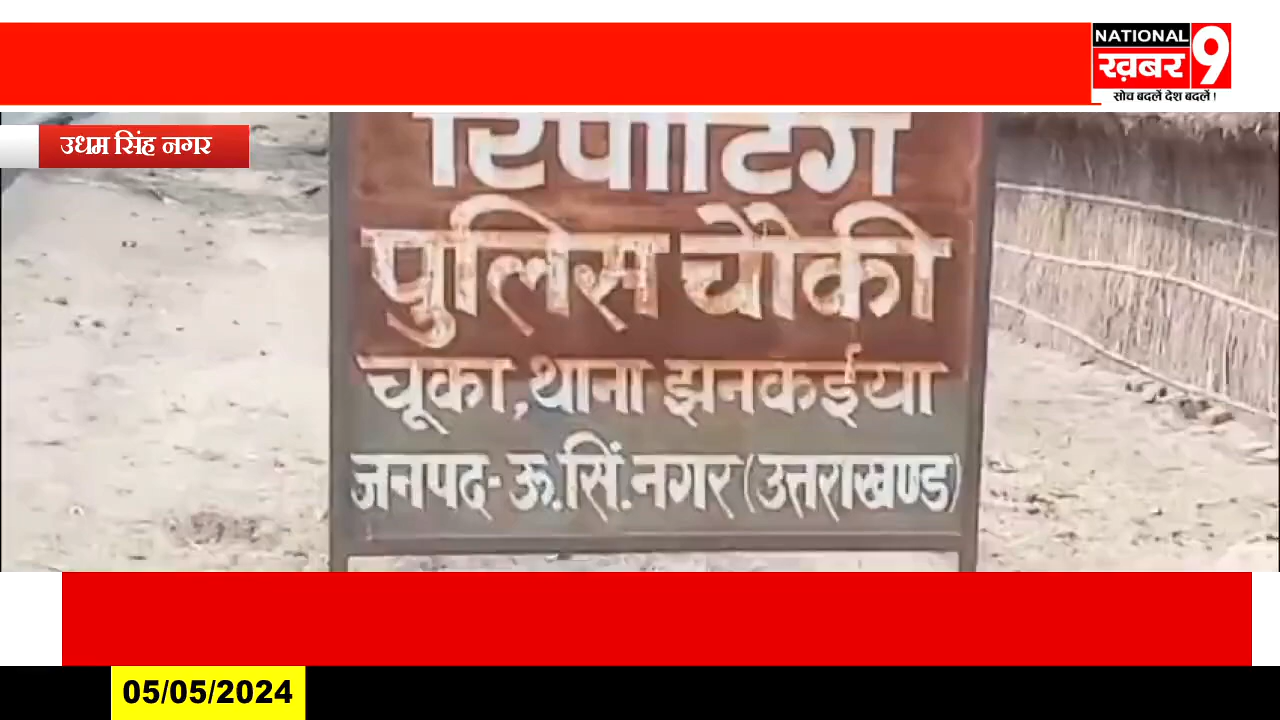 NATIONAL
ख़बर 9
सोच बदलें देश बदलें !
उधम सिंह नगर
रिपोर्टिंग
पुलिस चौकी
चूका, थाना झनकईया
जनपद- ऊ.सिं. नगर (उत्तराखण्ड)
05/05/2024